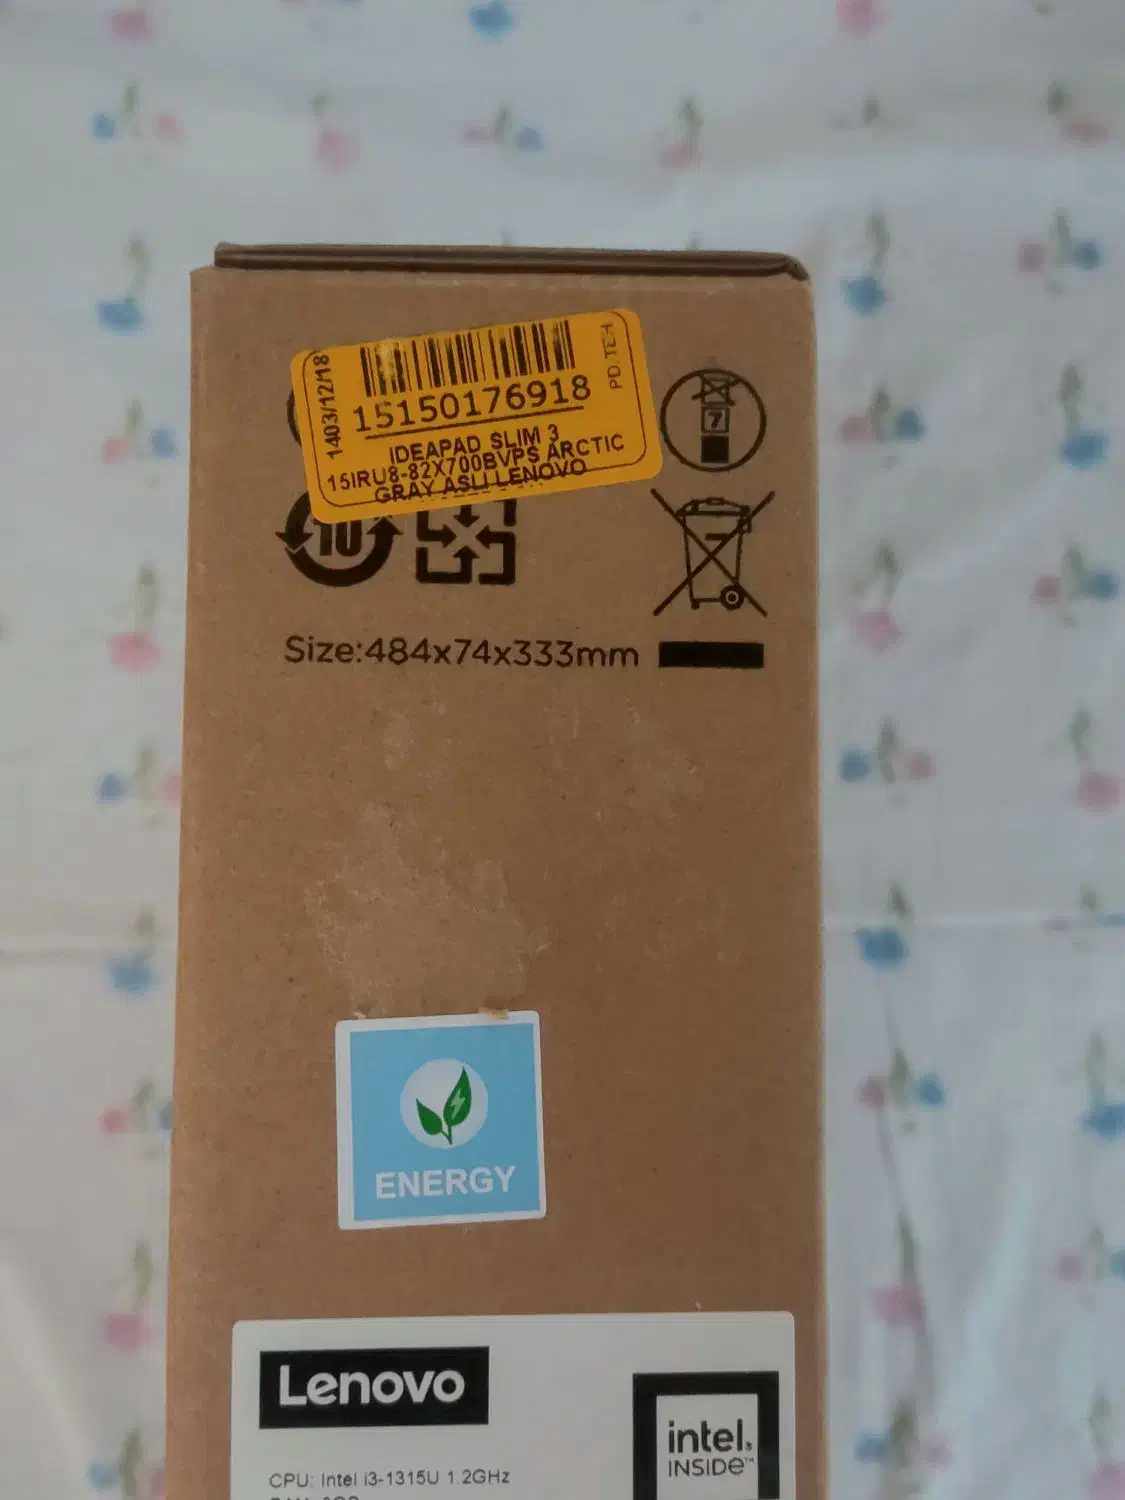 1403/12/18
PD.TEH
15150176918
IDEAPAD SLIM 3
15IRU8-82X700BVPS ARCTIC
GRAY ASLI LENOVO
7
10
Size:484x74x333mm
ENERGY
Lenovo
intel.
INSIDE™
CPU: Intel i3-1315U 1.2GHz